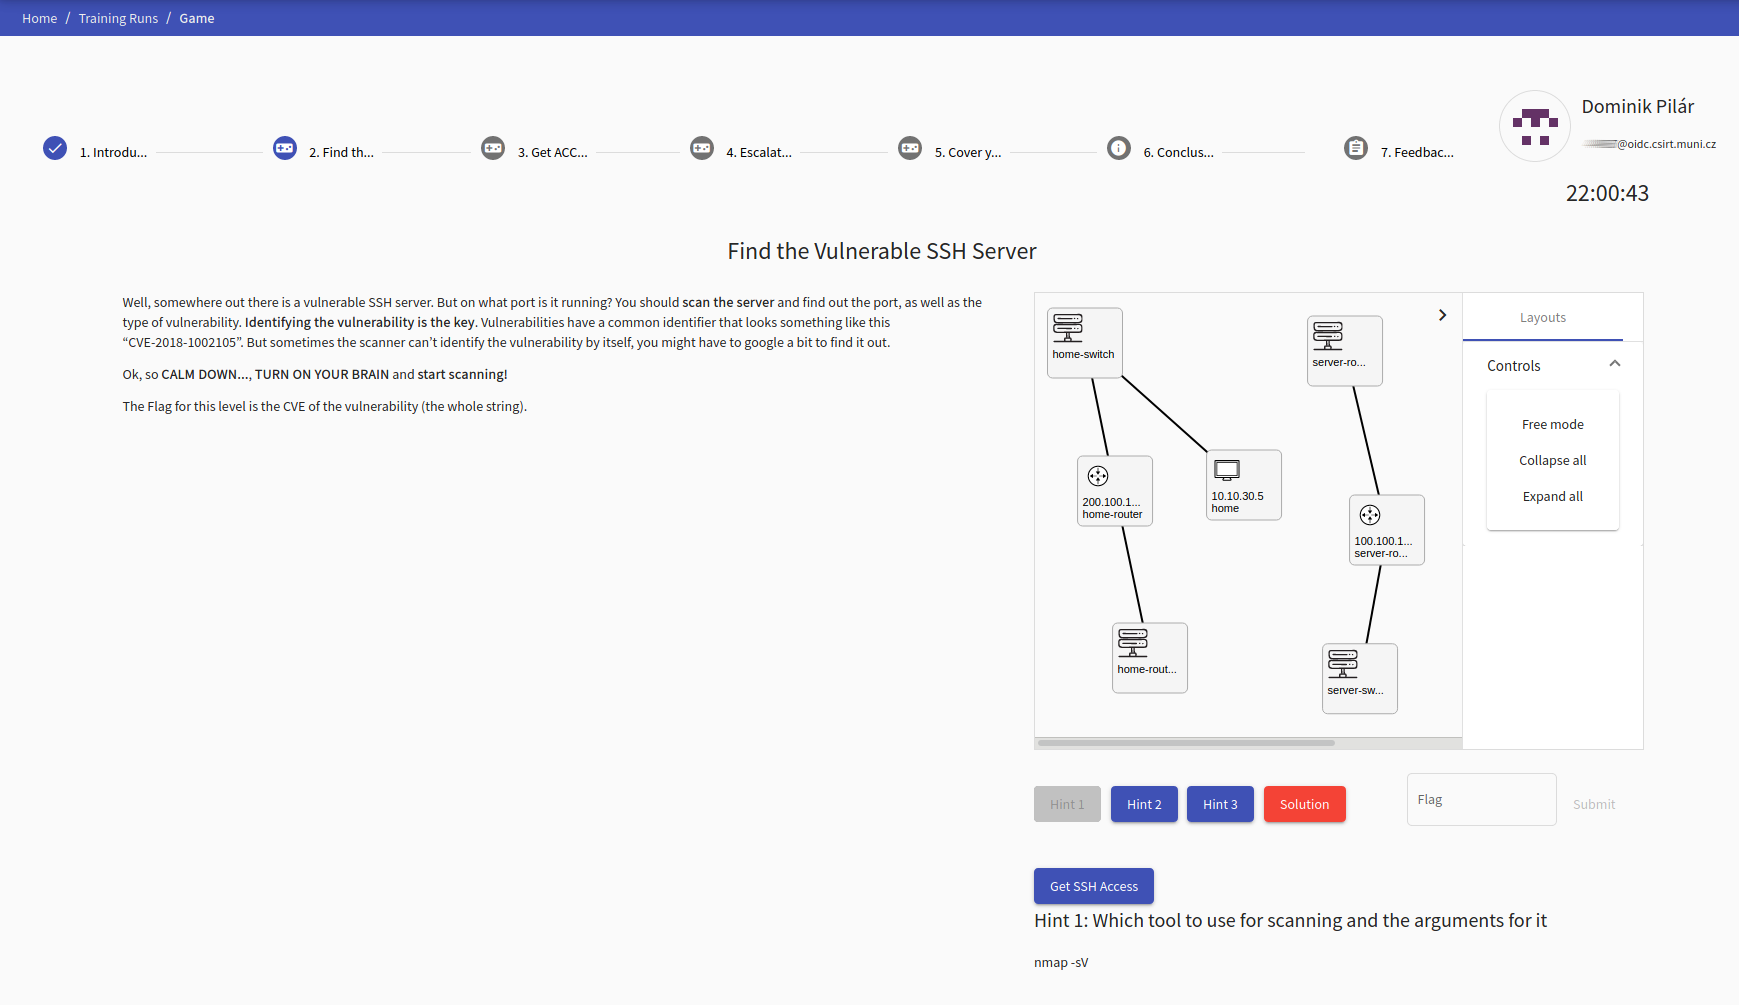 Home / Training Runs / Game
Dominik Pilár
@oidc.csirt.muni.cz
1. Introdu... 2. Find th... 3. Get ACC... 4. Escalat... 5. Cover y... 6. Conclus... 7. Feedbac...
22:00:43
Find the Vulnerable SSH Server
Well, somewhere out there is a vulnerable SSH server. But on what port is it running? You should scan the server and find out the port, as well as the
type of vulnerability. Identifying the vulnerability is the key. Vulnerabilities have a common identifier that looks something like this
“CVE-2018-1002105”. But sometimes the scanner can’t identify the vulnerability by itself, you might have to google a bit to find it out.
Ok, so CALM DOWN..., TURN ON YOUR BRAIN and start scanning!
The Flag for this level is the CVE of the vulnerability (the whole string).
home-switch
server-ro...
200.100.1...
home-router
10.10.30.5
home
100.100.1...
server-ro...
home-rout...
server-sw...
Layouts
Controls
Free mode
Collapse all
Expand all
Hint 1 Hint 2 Hint 3 Solution Flag Submit
Get SSH Access
Hint 1: Which tool to use for scanning and the arguments for it
nmap -sV